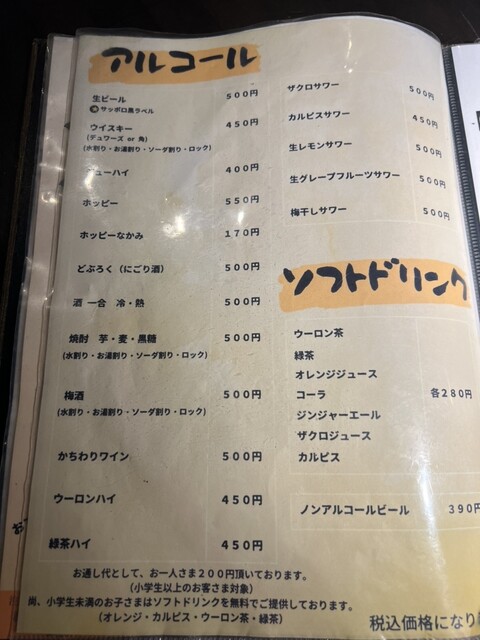 アルコール
生ビール 500円
サッポロ黒ラベル
ウイスキー 450円
(デュワーズ or 角)
(水割り・お湯割り・ソーダ割り・ロック)
ューハイ 400円
ホッピー 550円
ホッピーなかみ 170円
どぶろく（にごり酒） 500円
酒 一合 冷・熱 500円
焼酎 芋・麦・黒糖 500円
(水割り・お湯割り・ソーダ割り・ロック)
梅酒 500円
(水割り・お湯割り・ソーダ割り・ロック)
かちわりワイン 500円
ウーロンハイ 450円
緑茶ハイ 450円
ザクロサワー 500円
カルピスサワー 450円
生レモンサワー 500円
生グレープフルーツサワー 500円
梅干しサワー 500円
ソフトドリンク
ウーロン茶
緑茶
オレンジジュース
コーラ 各280円
ジンジャーエール
ザクロジュース
カルピス
ノンアルコールビール 390円
お通し代として、お一人さま200円頂いております。
(小学生以上のお客さま対象)
尚、小学生未満のお子さまはソフトドリンクを無料でご提供しております。
(オレンジ・カルピス・ウーロン茶・緑茶)
税込価格になり